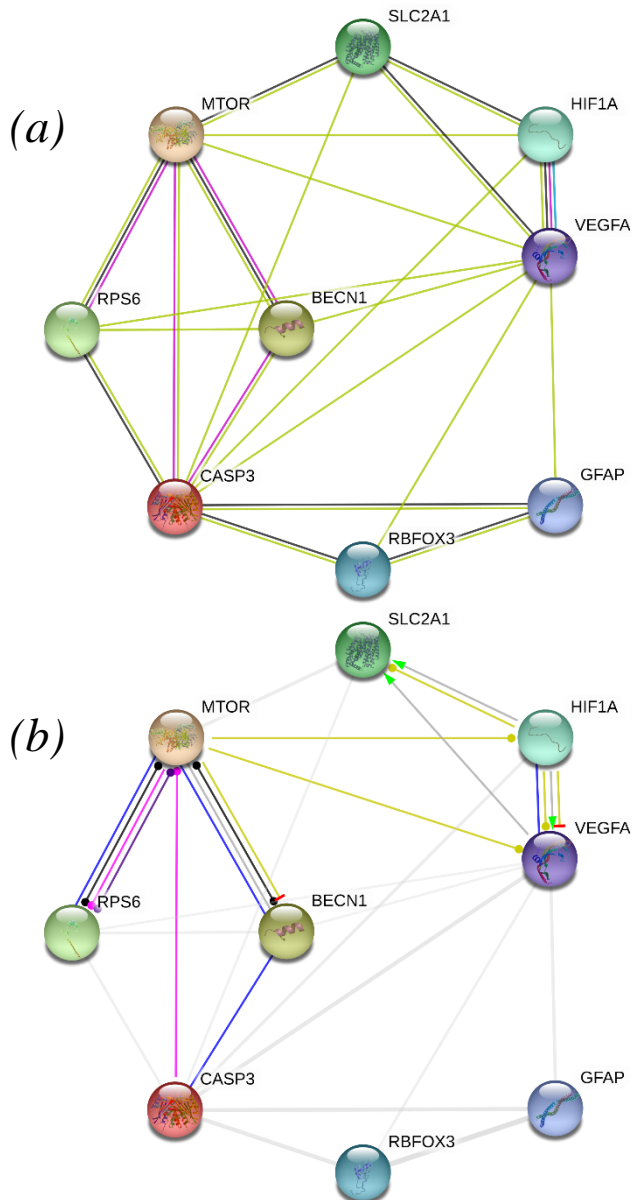 SLC2A1
(a)
MTOR
HIF1A
VEGFA
RPS6
BECN1
CASP3
GFAP
RBFOX3
SLC2A1
(b)
MTOR
HIF1A
VEGFA
RPS6
BECN1
CASP3
GFAP
RBFOX3